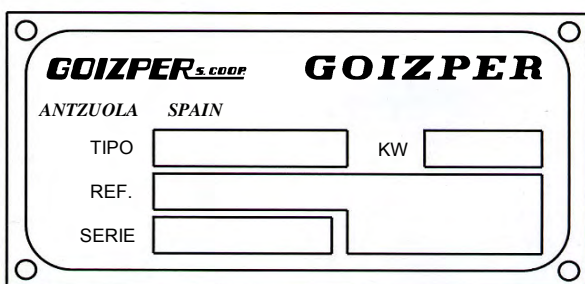 GOIZPER S. COOP. GOIZPER
ANTZUOLA SPAIN
TIPO KW
REF.
SERIE